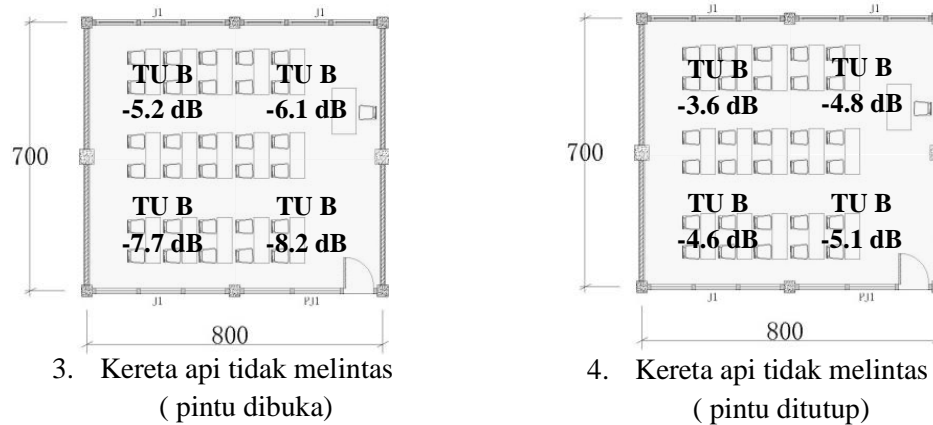 J1 J1
TU B TU B
-5.2 dB -6.1 dB
700
TU B TU B
-7.7 dB -8.2 dB
J1 PJ1
800
3. Kereta api tidak melintas
( pintu dibuka)
J1 J1
TU B TU B
-3.6 dB -4.8 dB
700
TU B TU B
-4.6 dB -5.1 dB
J1 PJ1
800
4. Kereta api tidak melintas
( pintu ditutup)